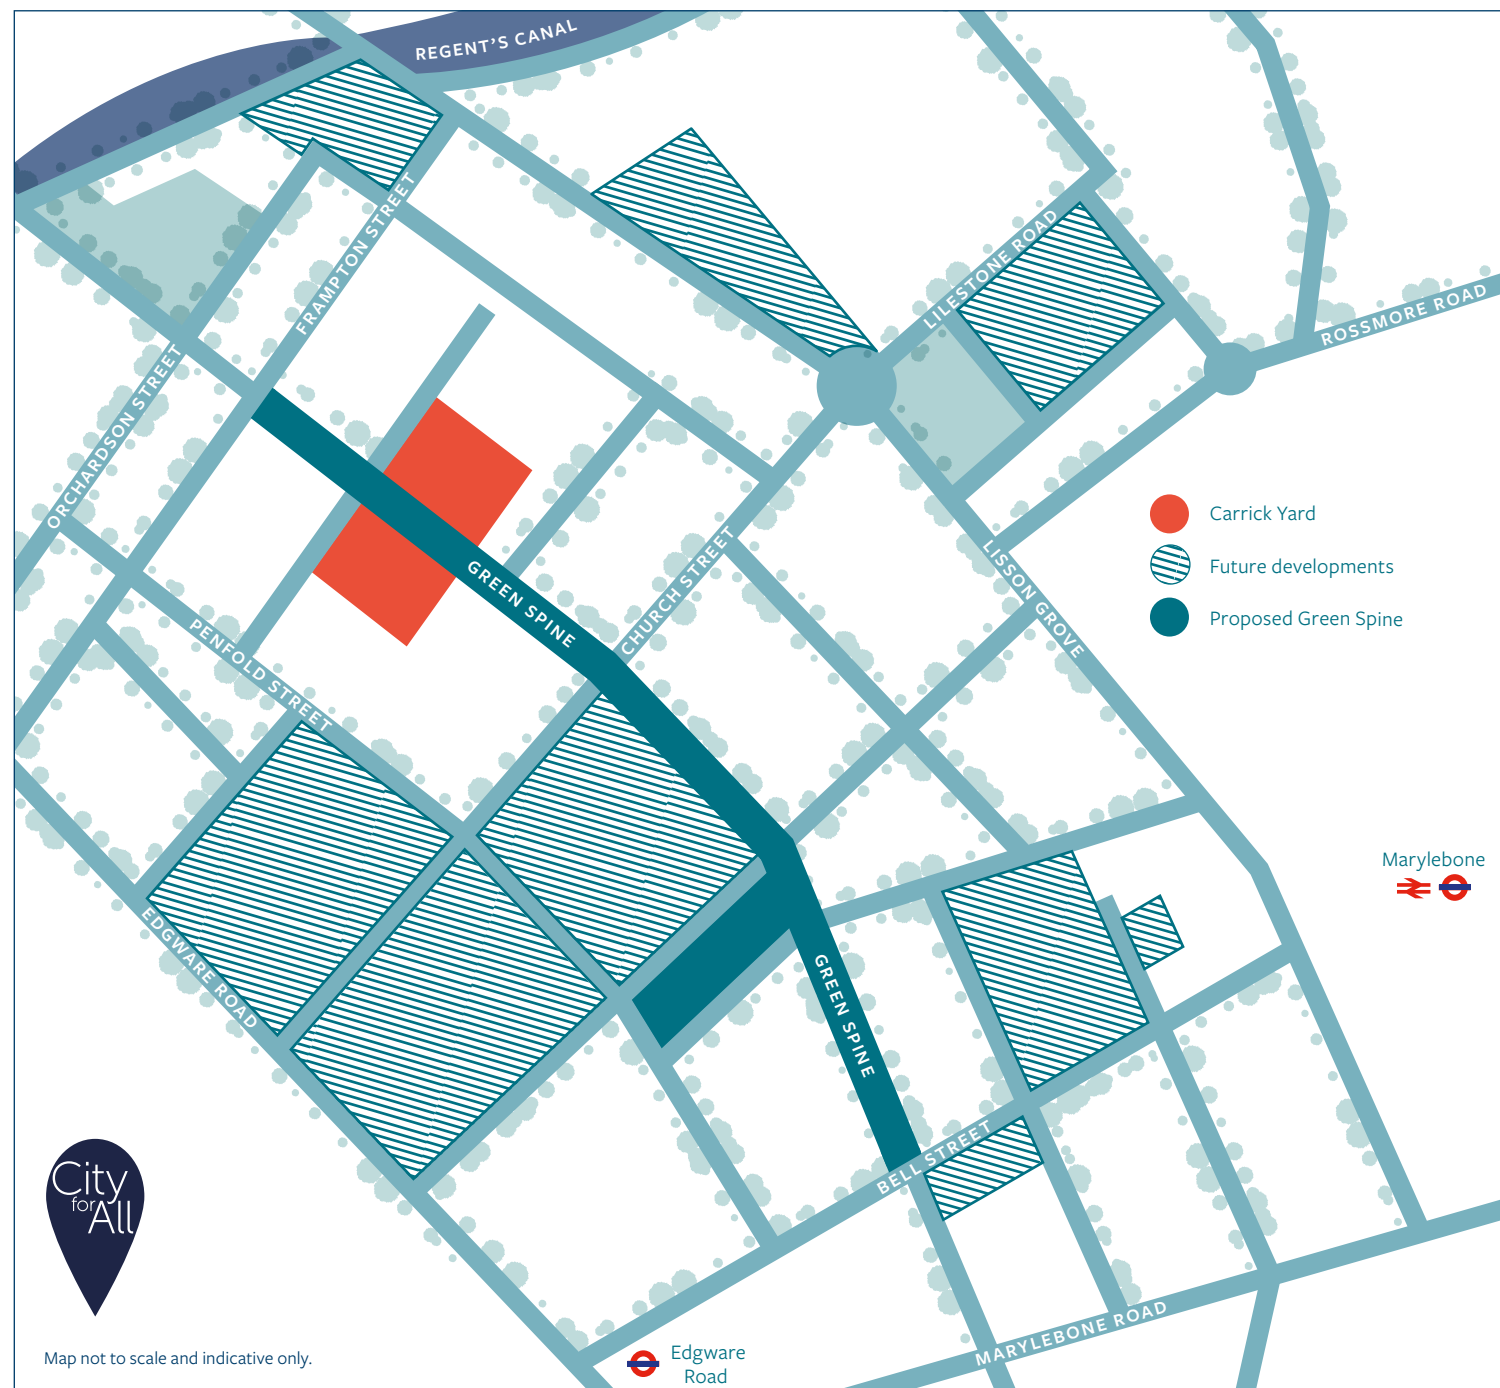 REGENT'S CANAL
FRAMPTON STREET
LILESTONE ROAD
ROSSMORE ROAD
ORCHARDSON STREET
Carrick Yard
Future developments
Proposed Green Spine
GREEN SPINE
CHURCH STREET
LISSON GROVE
PENFOLD STREET
Marylebone
EDGWARE ROAD
GREEN SPINE
BELL STREET
City
for
All
MARYLEBONE ROAD
Map not to scale and indicative only.
Edgware
Road